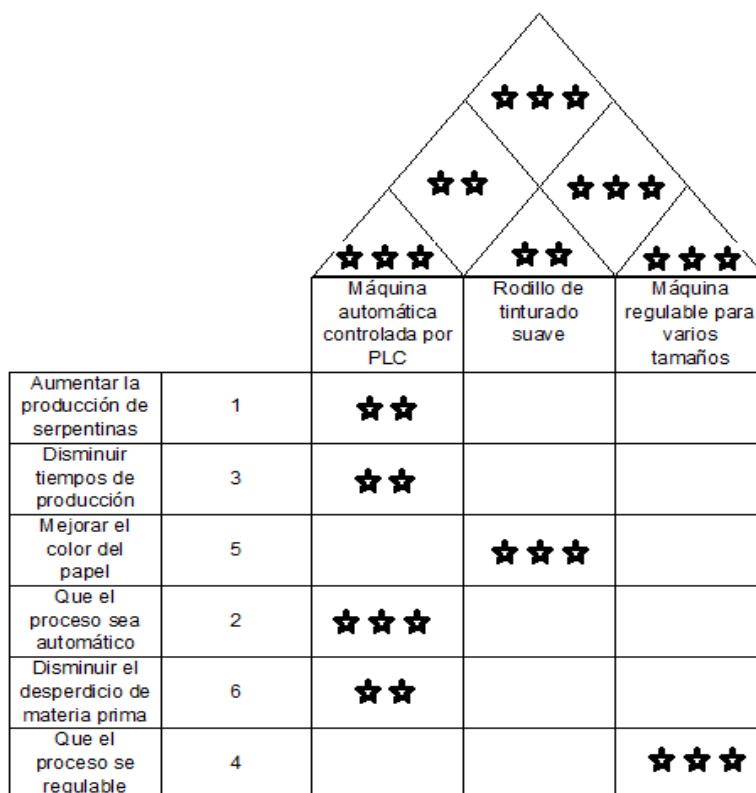 Máquina
automática
controlada por
PLC
Rodillo de
tinturado
suave
Máquina
regulable para
varios
tamaños
Aumentar la
producción de
serpentinas
1
Disminuir
tiempos de
producción
3
Mejorar el
color del
papel
5
Que el
proceso sea
automático
2
Disminuir el
desperdicio de
materia prima
6
Que el
proceso se
regulable
4